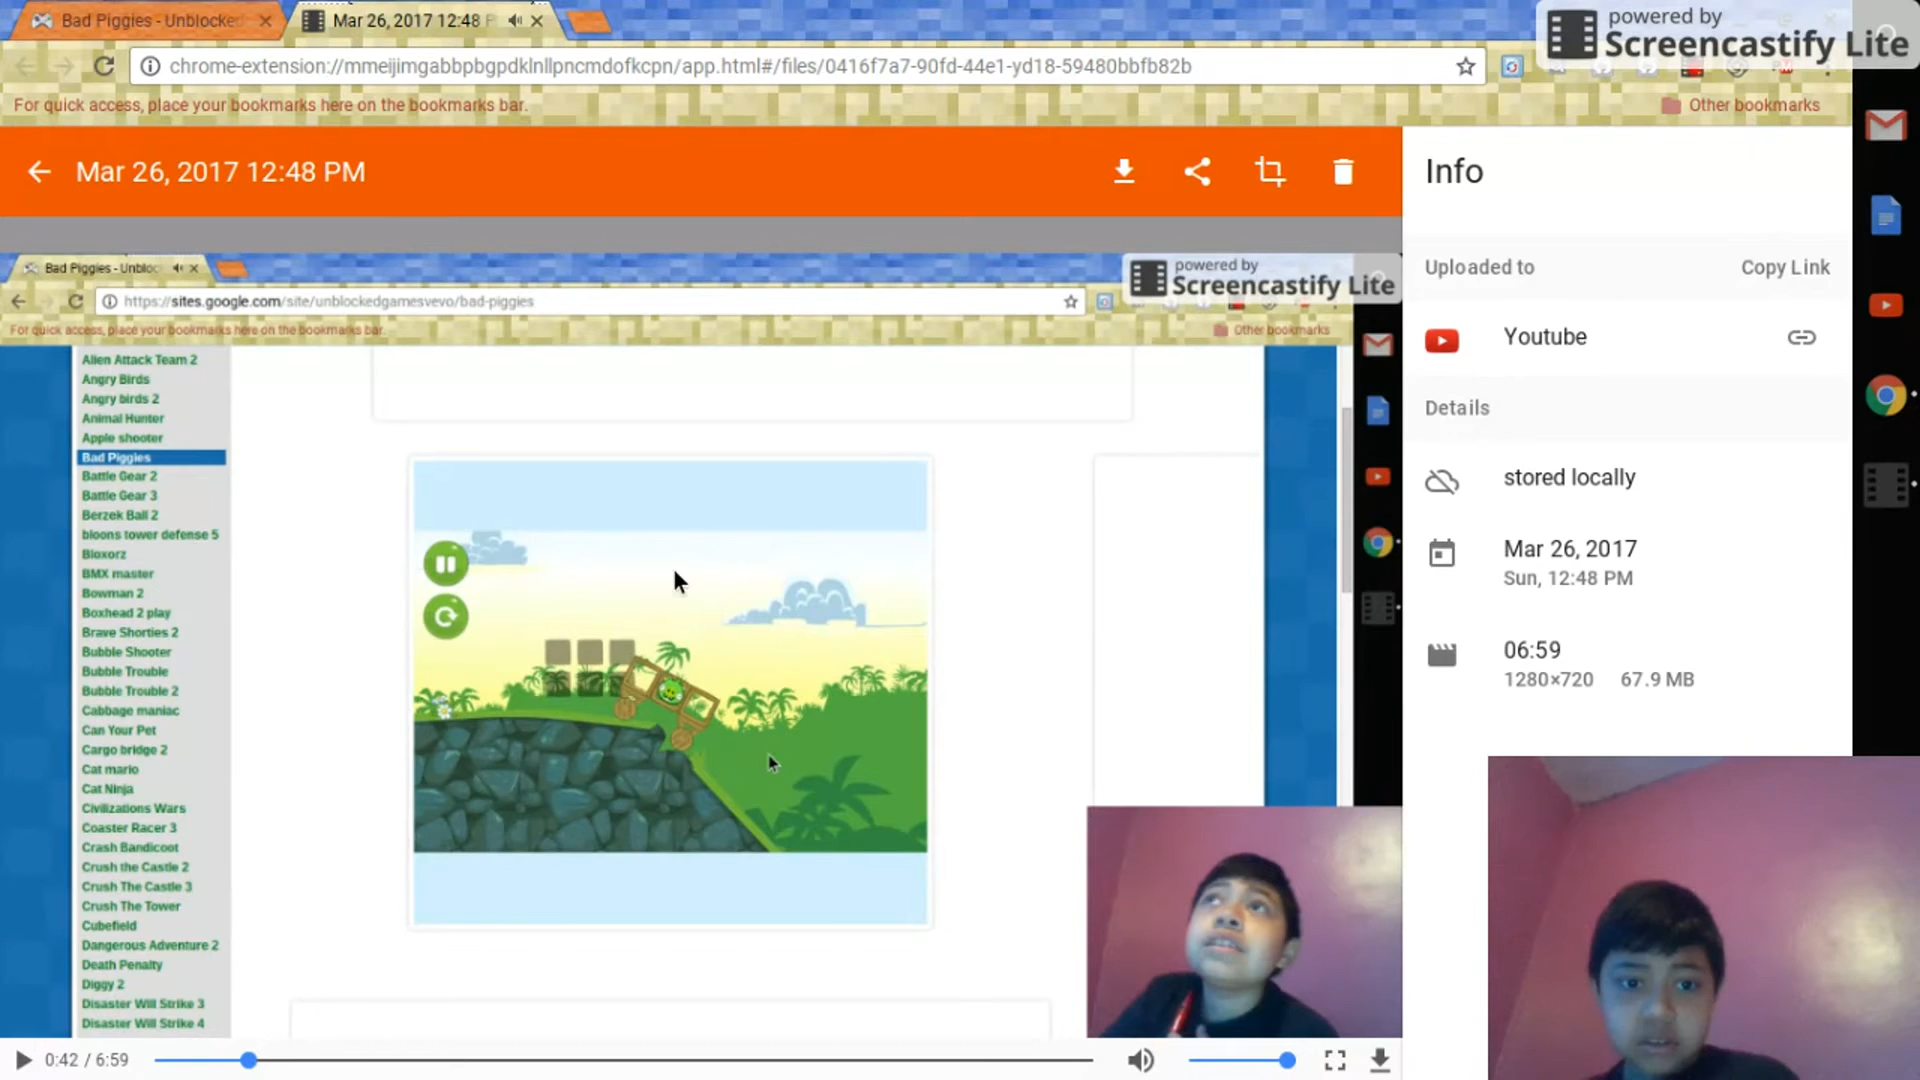 Bad Piggies - Unblocked
Mar 26, 2017 12:48 P
powered by
Screencastify Lite
chrome-extension://mmeijimgabbpbgpdklnllpncmdofkcpn/app.html#/files/0416f7a7-90fd-44e1-yd18-59480bbfb82b
For quick access, place your bookmarks here on the bookmarks bar.
Other bookmarks
Mar 26, 2017 12:48 PM
Info
Bad Piggies - Unbloc
powered by
Screencastify Lite
https://sites.google.com/site/unblockedgamesvevo/bad-piggies
For quick access, place your bookmarks here on the bookmarks bar.
Other bookmarks
Alien Attack Team 2
Angry Birds
Angry birds 2
Animal Hunter
Apple shooter
Bad Piggies
Battle Gear 2
Battle Gear 3
Berzek Ball 2
bloons tower defense 5
Bloxorz
BMX master
Bowman 2
Boxhead 2 play
Brave Shorties 2
Bubble Shooter
Bubble Trouble
Bubble Trouble 2
Cabbage maniac
Can Your Pet
Cargo bridge 2
Cat mario
Cat Ninja
Civilizations Wars
Coaster Racer 3
Crash Bandicoot
Crush the Castle 2
Crush The Castle 3
Crush The Tower
Cubefield
Dangerous Adventure 2
Death Penalty
Diggy 2
Disaster Will Strike 3
Disaster Will Strike 4
Uploaded to
Copy Link
Youtube
Details
stored locally
Mar 26, 2017
Sun, 12:48 PM
06:59
1280×720 67.9 MB
0:42 / 6:59